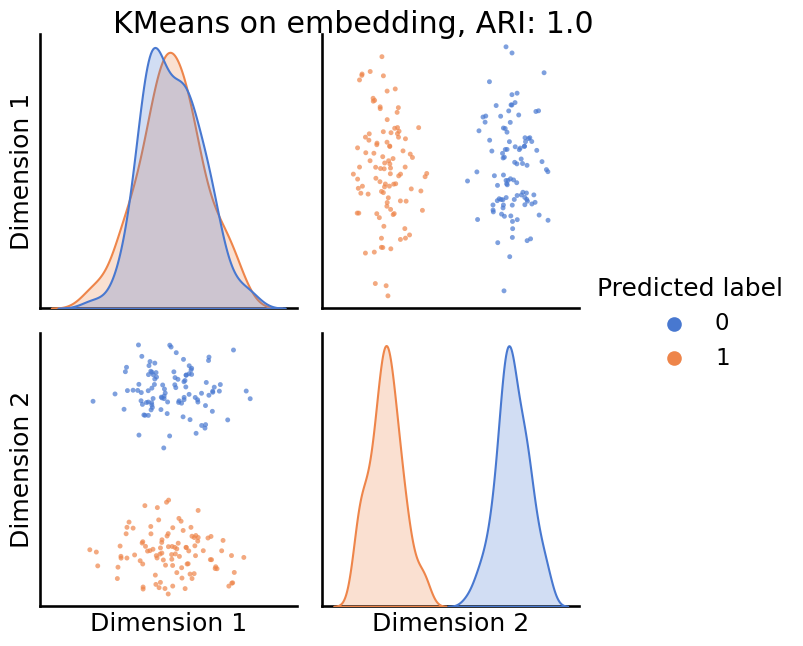 KMeans on embedding, ARI: 1.0
Dimension 1
Dimension 2
Dimension 1
Dimension 2
Predicted label
0
1